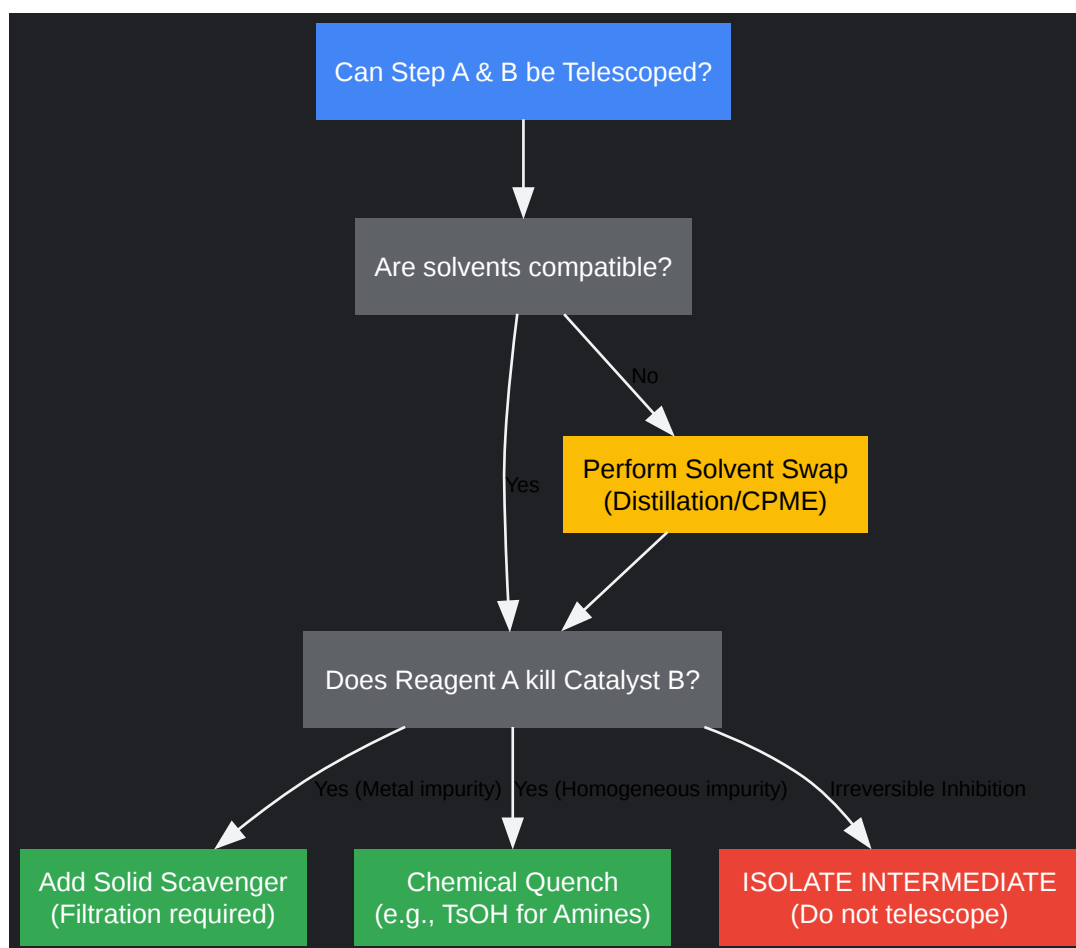 Can Step A & B be Telescoped?
Are solvents compatible?
No
Perform Solvent Swap
(Distillation/CPME)
Yes
Does Reagent A kill Catalyst B?
Yes (Metal impurity)
Yes (Homogeneous impurity)
Irreversible Inhibition
Add Solid Scavenger
(Filtration required)
Chemical Quench
(e.g., TsOH for Amines)
ISOLATE INTERMEDIATE
(Do not telescope)